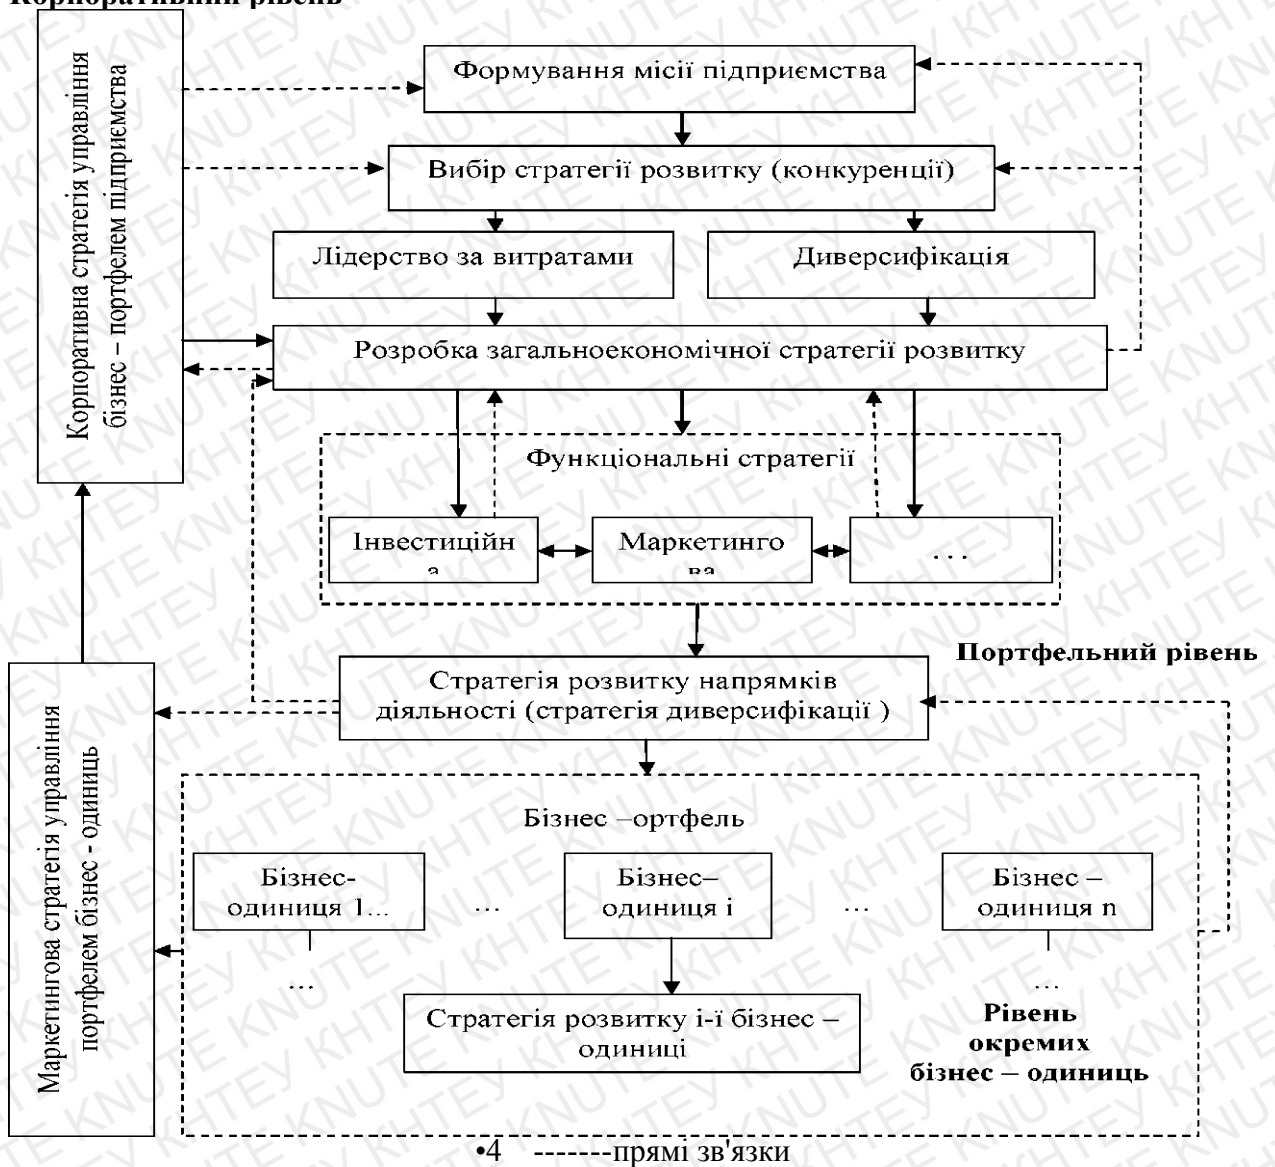 Корпоративний рівень
Корпоративна стратегія управління
бізнес – портфелем підприємства
Формування місії підприємства
Вибір стратегії розвитку (конкуренції)
Лідерство за витратами
Диверсифікація
Розробка загальноекономічної стратегії розвитку
Функціональні стратегії
Інвестиційн
а
Маркетинго
ва
...
Портфельний рівень
Стратегія розвитку напрямків
діяльності (стратегія диверсифікації )
Маркетингова стратегія управління
портфелем бізнес - одиниць
Бізнес –ортфель
Бізнес-
одиниця 1...
...
Бізнес–
одиниця і
...
Бізнес –
одиниця n
...
...
Стратегія розвитку і-ї бізнес –
одиниці
Рівень
окремих
бізнес – одиниць
•4 -------прямі зв'язки
KHTEУ KNUTE